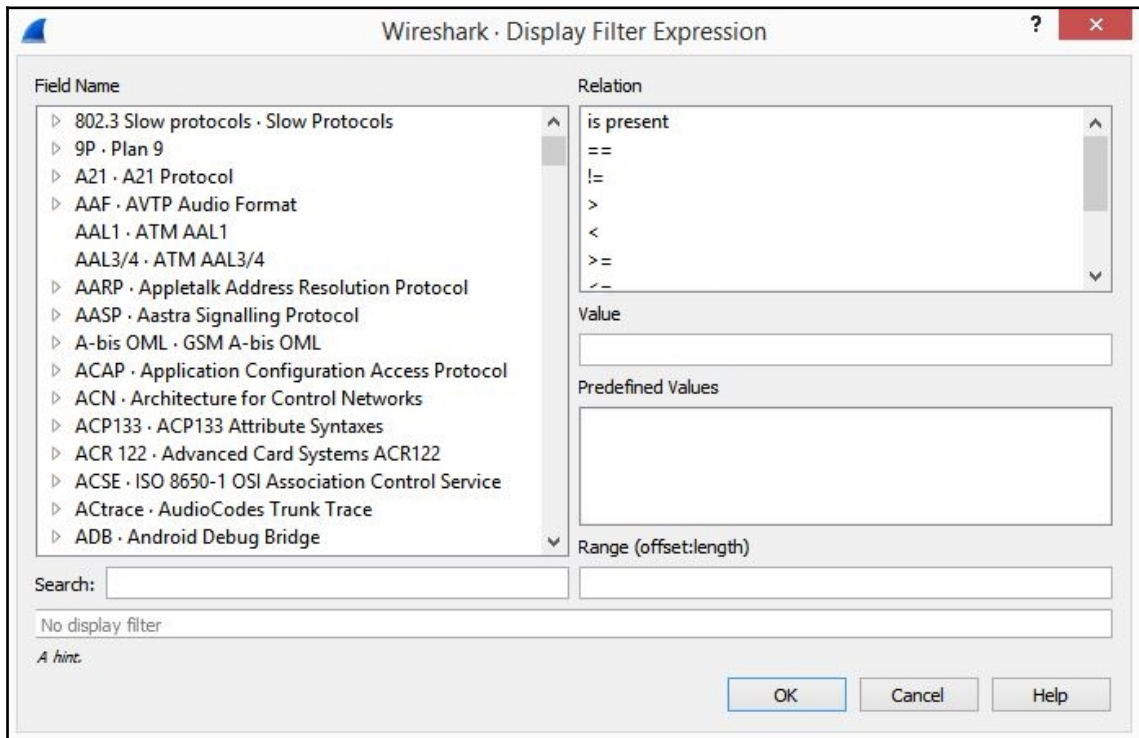 Wireshark · Display Filter Expression
?
×
Field Name
802.3 Slow protocols · Slow Protocols
9P · Plan 9
A21 · A21 Protocol
AAF · AVTP Audio Format
AAL1 · ATM AAL1
AAL3/4 · ATM AAL3/4
AARP · Appletalk Address Resolution Protocol
AASP · Aastra Signalling Protocol
A-bis OML · GSM A-bis OML
ACAP · Application Configuration Access Protocol
ACN · Architecture for Control Networks
ACP133 · ACP133 Attribute Syntaxes
ACR 122 · Advanced Card Systems ACR122
ACSE · ISO 8650-1 OSI Association Control Service
ACtrace · AudioCodes Trunk Trace
ADB · Android Debug Bridge
Search:
Relation
is present
==
!=
>
<
>=
<=
Value
Predefined Values
Range (offset:length)
No display filter
A hint.
OK
Cancel
Help